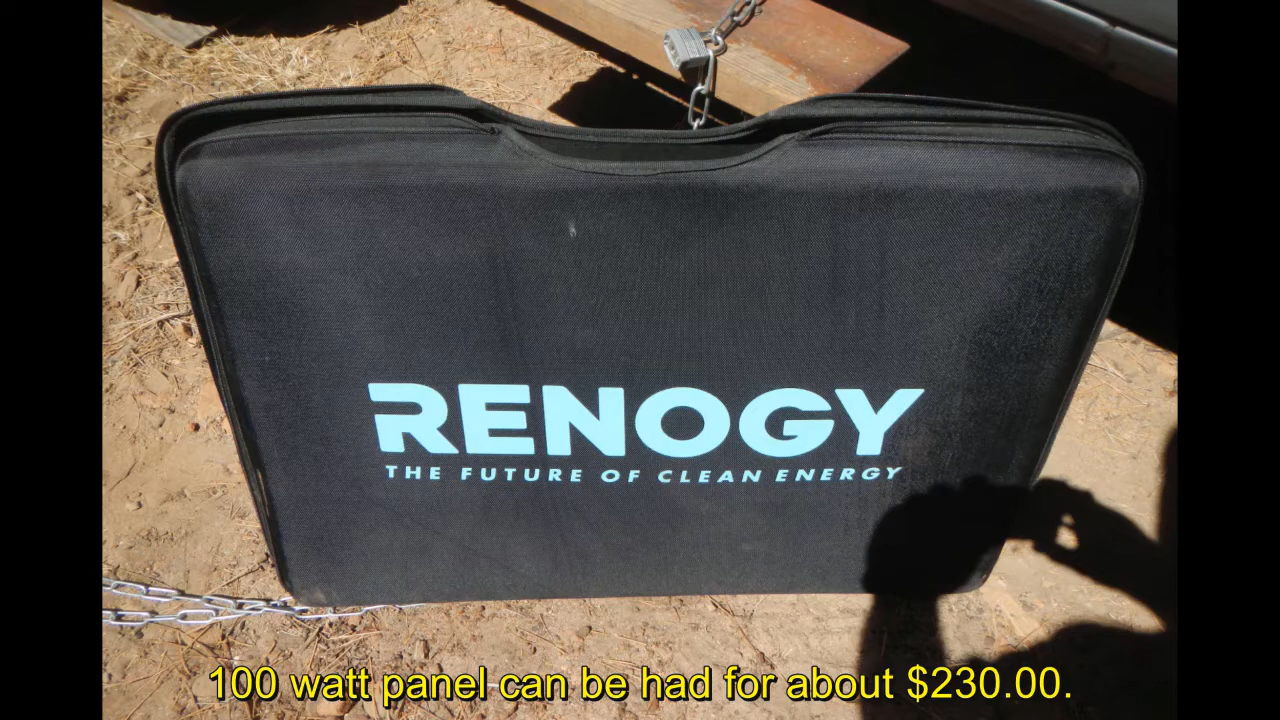 RENOGY
THE FUTURE OF CLEAN ENERGY
100 watt panel can be had for about $230.00.